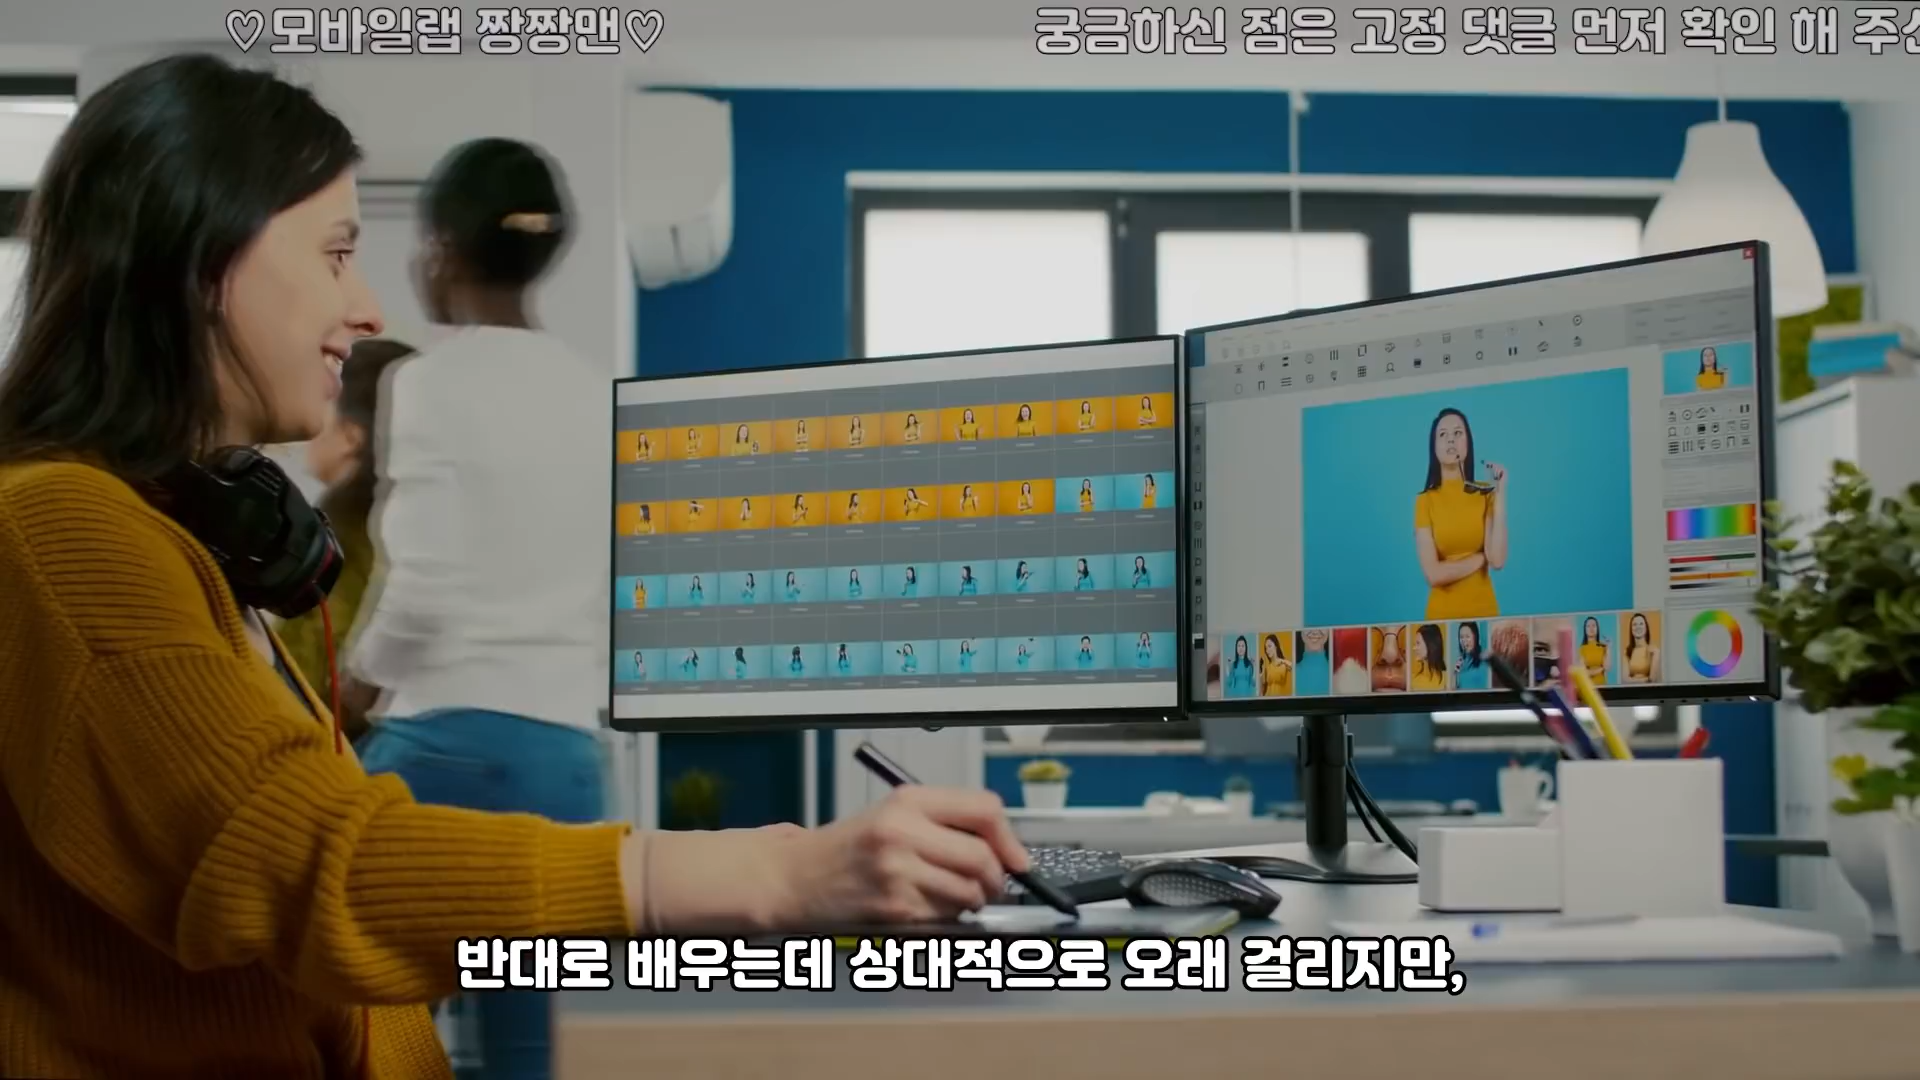 ♡모바일랩 짱짱맨♡
궁금하신 점은 고정 댓글 먼저 확인 해 주신
반대로 배우는데 상대적으로 오래 걸리지만,